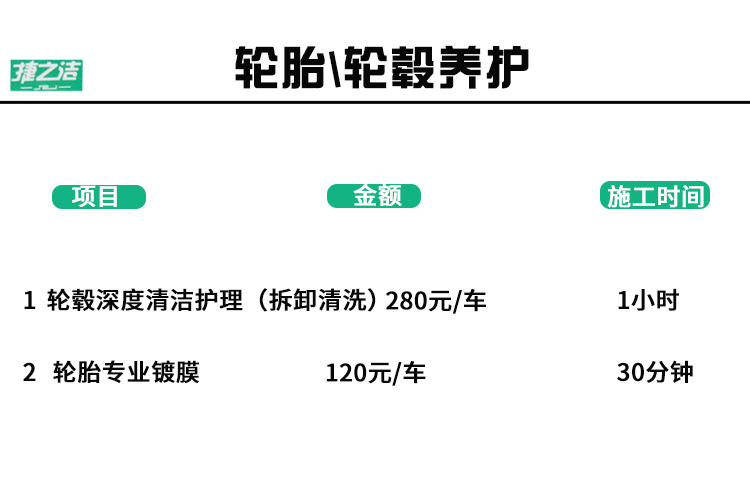 捷之洁
轮胎\轮毂养护
项目 金额 施工时间
1 轮毂深度清洁护理（拆卸清洗）280元/车 1小时
2 轮胎专业镀膜 120元/车 30分钟